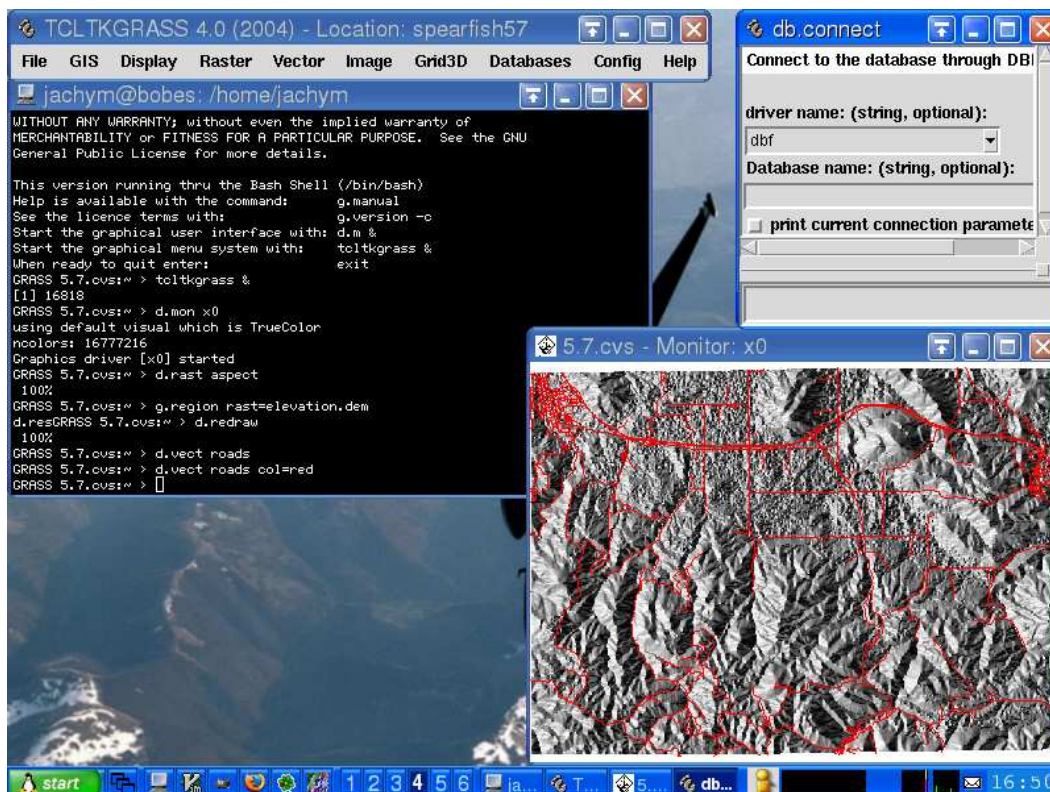 TCLTKGRASS 4.0 (2004) - Location: spearfish57
File GIS Display Raster Vector Image Grid3D Databases Config Help
jachym@bobes: /home/jachym
WITHOUT ANY WARRANTY; without even the implied warranty of
MERCHANTABILITY or FITNESS FOR A PARTICULAR PURPOSE.  See the GNU
General Public License for more details.
This version running thru the Bash Shell (/bin/bash)
Help is available with the command:      g.manual
See the licence terms with:              g.version -c
Start the graphical user interface with: d.m &
Start the graphical menu system with:    tcltkgrass &
When ready to quit enter:                exit
GRASS 5.7.cvs:~ > tcltkgrass &
[1] 16818
GRASS 5.7.cvs:~ > d.mon x0
using default visual which is TrueColor
ncolors: 16777216
Graphics driver [x0] started
GRASS 5.7.cvs:~ > d.rast aspect
100%
GRASS 5.7.cvs:~ > g.region rast=elevation.dem
d.resGRASS 5.7.cvs:~ > d.redraw
100%
GRASS 5.7.cvs:~ > d.vect roads
GRASS 5.7.cvs:~ > d.vect roads col=red
GRASS 5.7.cvs:~ >
db.connect
Connect to the database through DBI
driver name: (string, optional):
dbf
Database name: (string, optional):
print current connection paramete
5.7.cvs - Monitor: x0
start 1 2 3 4 5 6 ja... T... 5.... db... 16:50